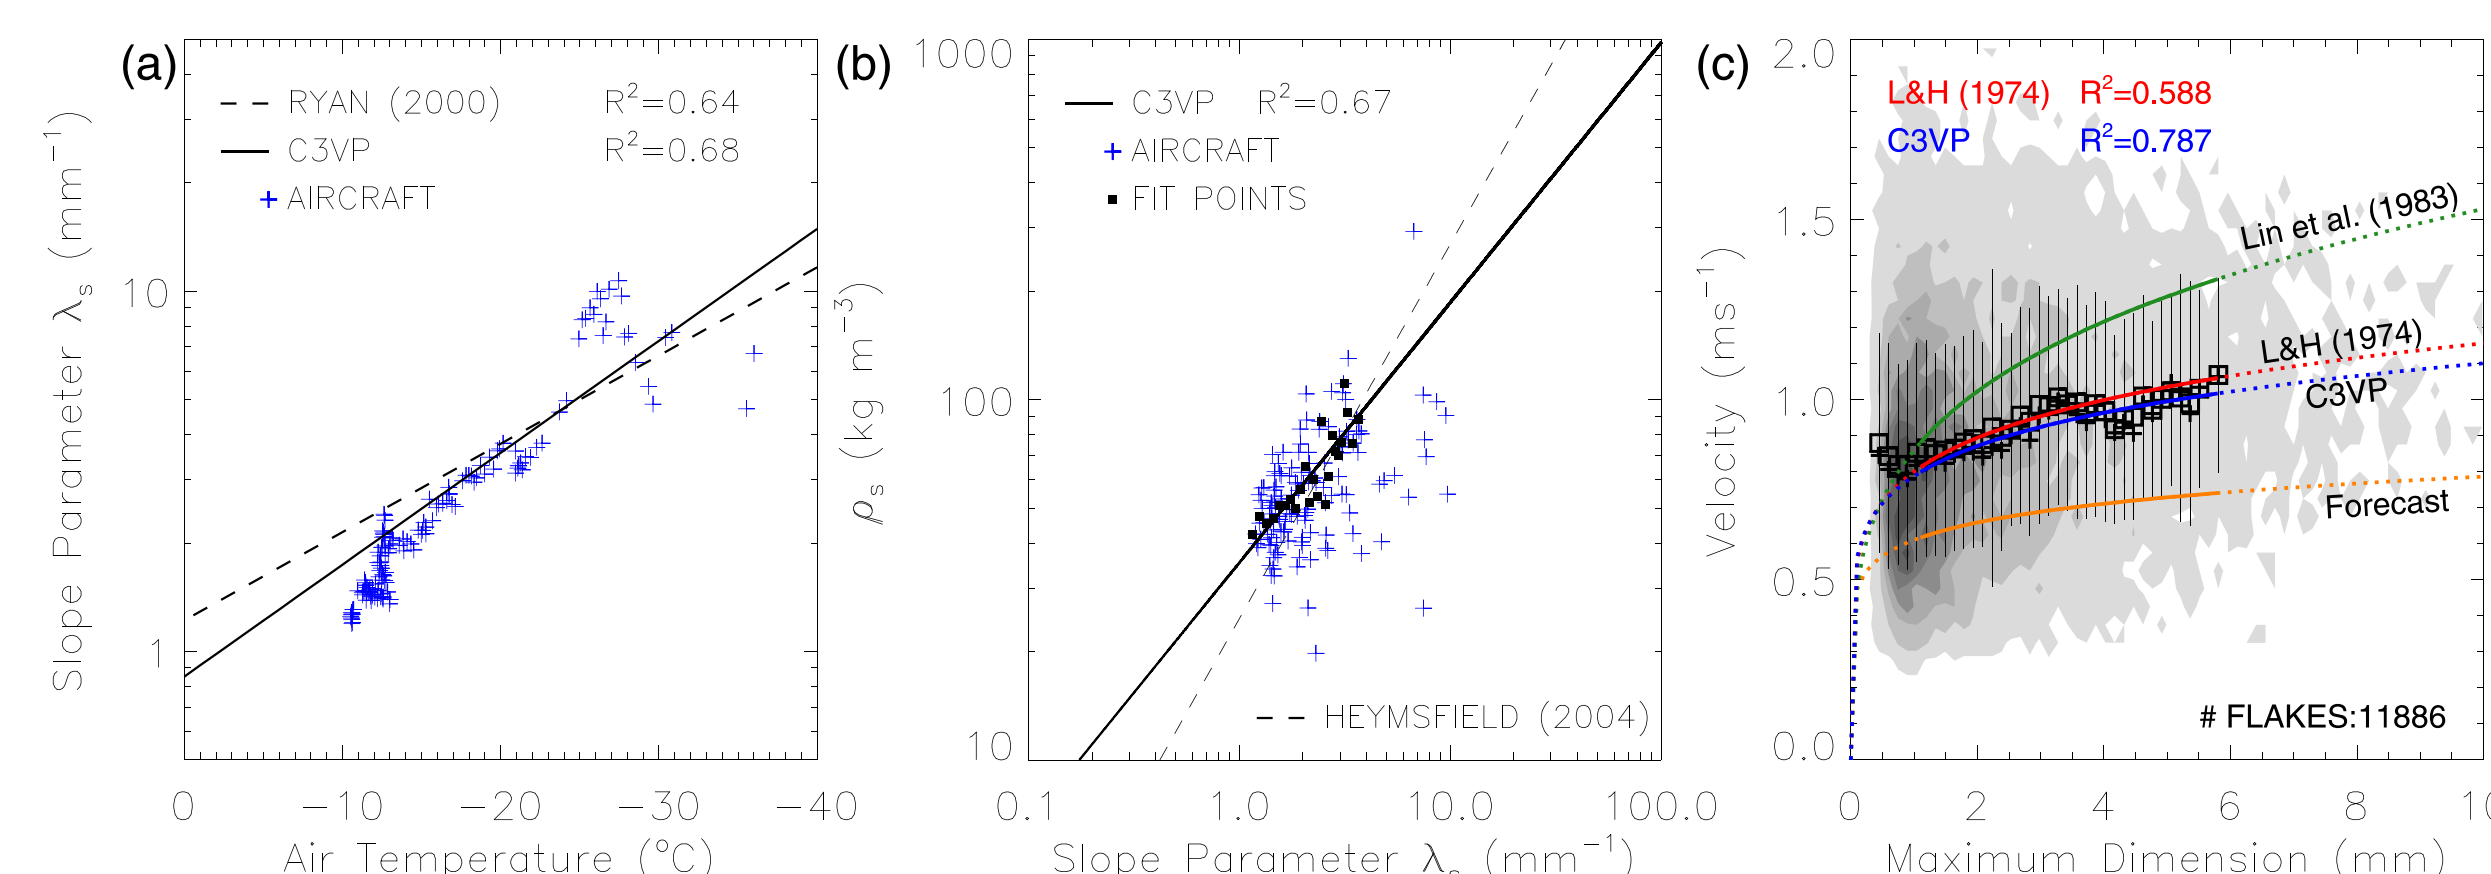 (a)
RYAN (2000) R²=0.64
C3VP R²=0.68
AIRCRAFT
10
1
0 −10 −20 −30 −40
Air Temperature (°C)
Slope Parameter λs (mm⁻¹)
(b)
1000
C3VP R²=0.67
AIRCRAFT
FIT POINTS
100
10
HEYMSFIELD (2004)
0.1 1.0 10.0 100.0
Slope Parameter λs (mm⁻¹)
ρs (kg m⁻³)
(c)
2.0
L&H (1974) R²=0.588
C3VP R²=0.787
Lin et al. (1983)
1.5
L&H (1974)
C3VP
1.0
Forecast
0.5
# FLAKES:11886
0.0
0 2 4 6 8 10
Maximum Dimension (mm)
Velocity (ms⁻¹)